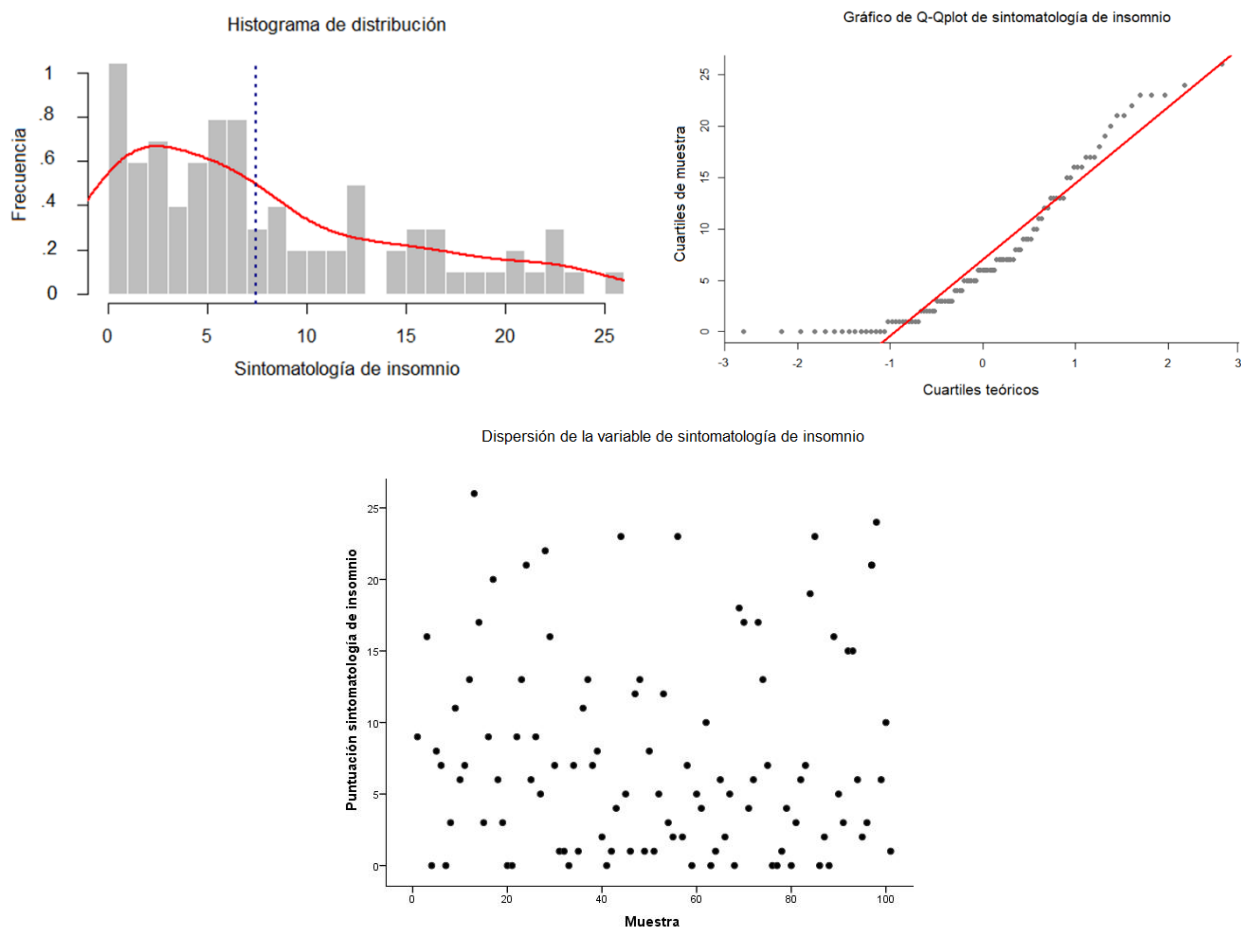 Histograma de distribución
1
.8
.6
.4
.2
0
Frecuencia
0 5 10 15 20 25
Sintomatología de insomnio
Gráfico de Q-Qplot de sintomatología de insomnio
25
20
15
10
5
0
Cuartiles de muestra
-3 -2 -1 0 1 2 3
Cuartiles teóricos
Dispersión de la variable de sintomatología de insomnio
25
20
15
10
5
0
Puntuación sintomatología de insomnio
0 20 40 60 80 100
Muestra